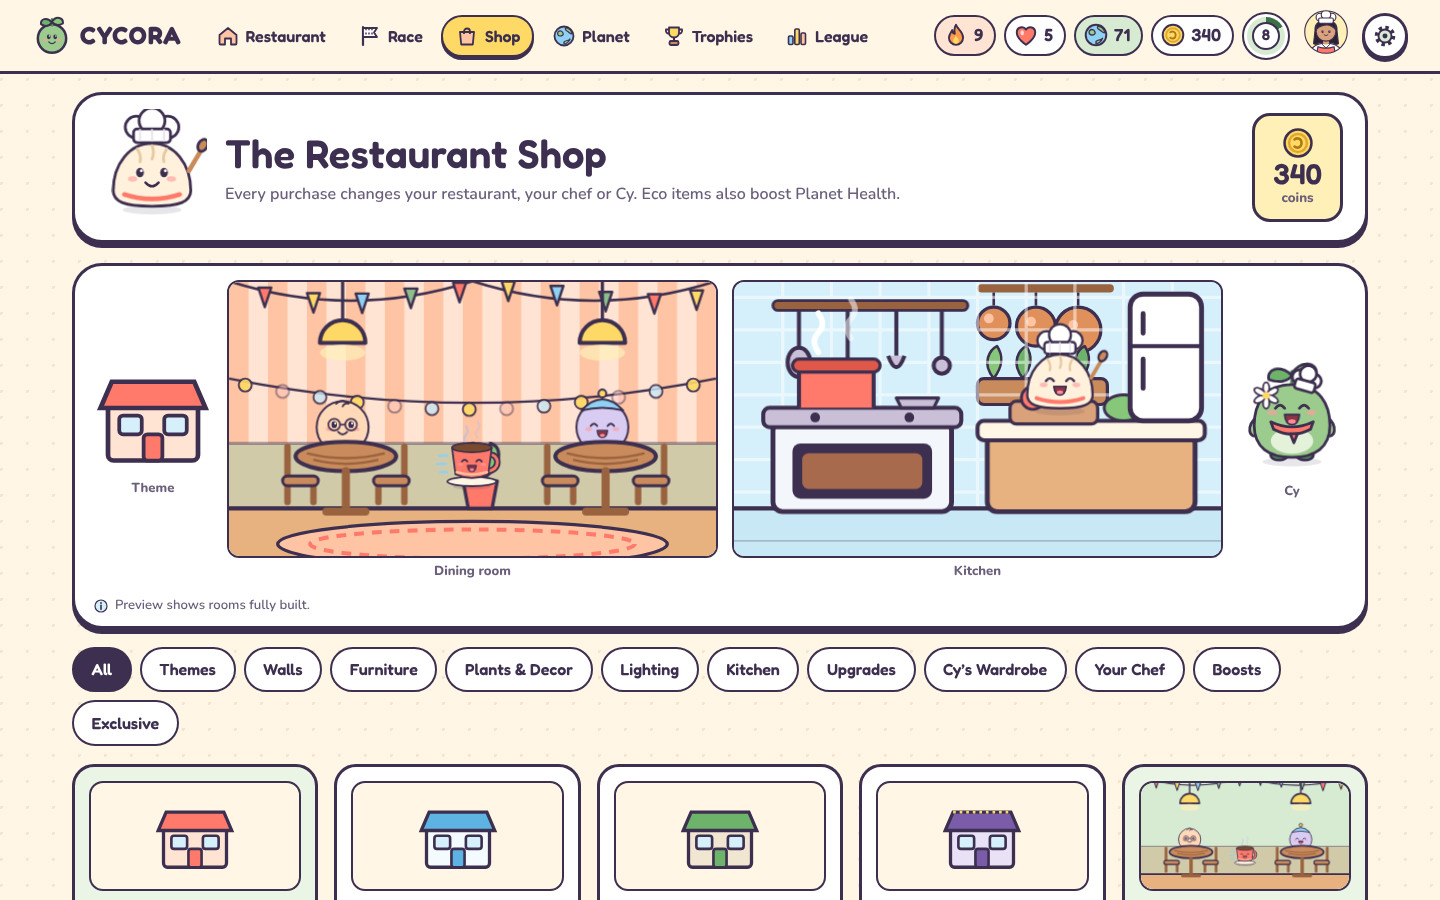 CYCORA
Restaurant
Race
Shop
Planet
Trophies
League
9
5
71
340
8
The Restaurant Shop
Every purchase changes your restaurant, your chef or Cy. Eco items also boost Planet Health.
340
coins
Theme
Dining room
Kitchen
Cy
Preview shows rooms fully built.
All
Themes
Walls
Furniture
Plants & Decor
Lighting
Kitchen
Upgrades
Cy's Wardrobe
Your Chef
Boosts
Exclusive